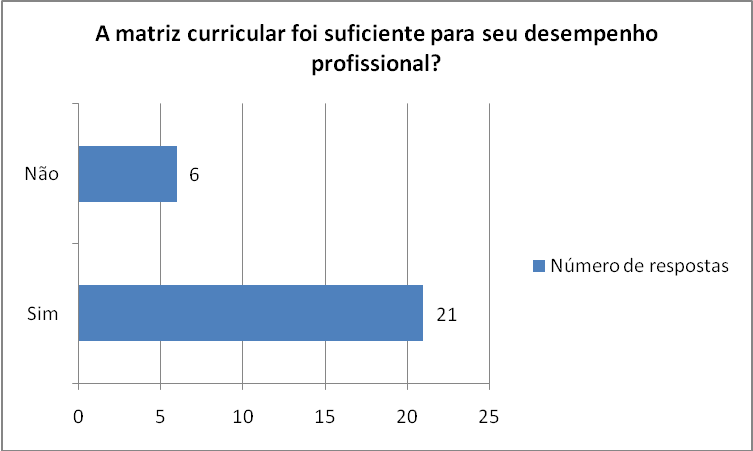 A matriz curricular foi suficiente para seu desempenho
profissional?
Não
6
Sim
21
0 5 10 15 20 25
Número de respostas